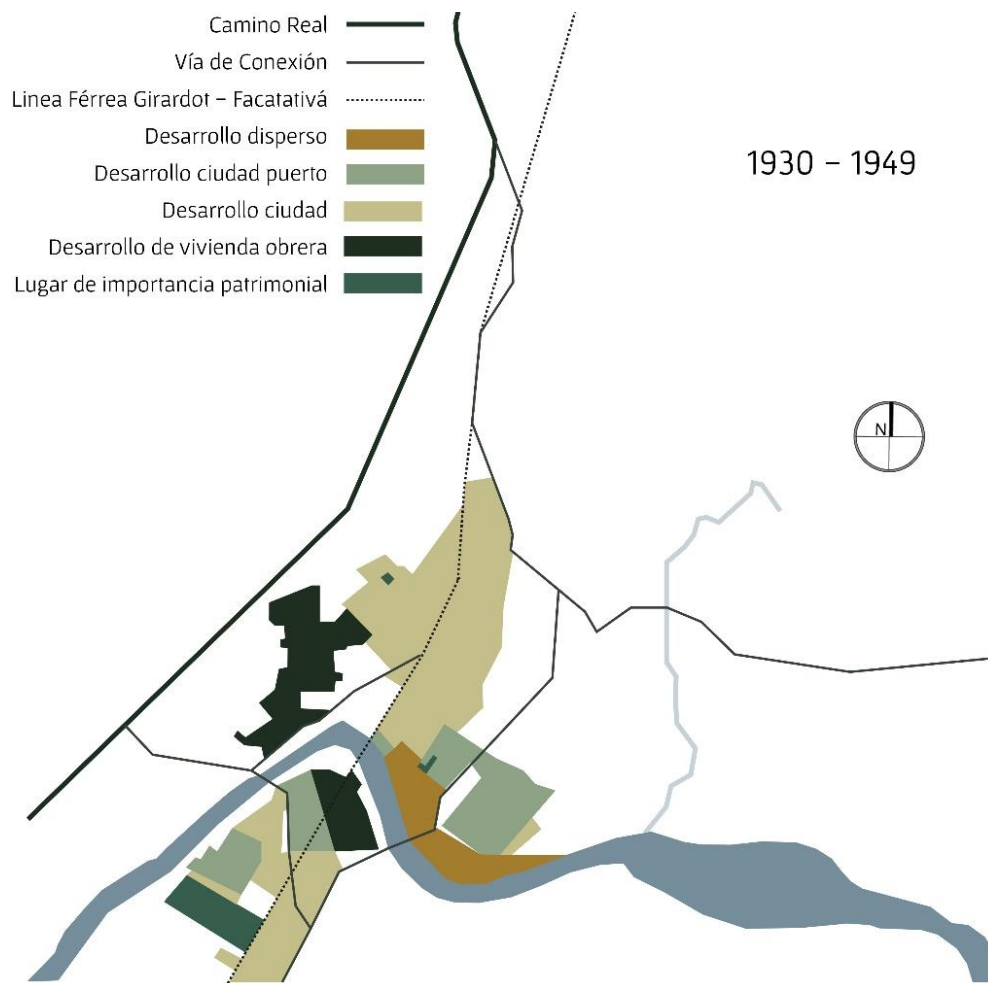 Camino Real
Vía de Conexión
Linea Férrea Girardot – Facatativá
Desarrollo disperso
Desarrollo ciudad puerto
Desarrollo ciudad
Desarrollo de vivienda obrera
Lugar de importancia patrimonial
1930 – 1949
N